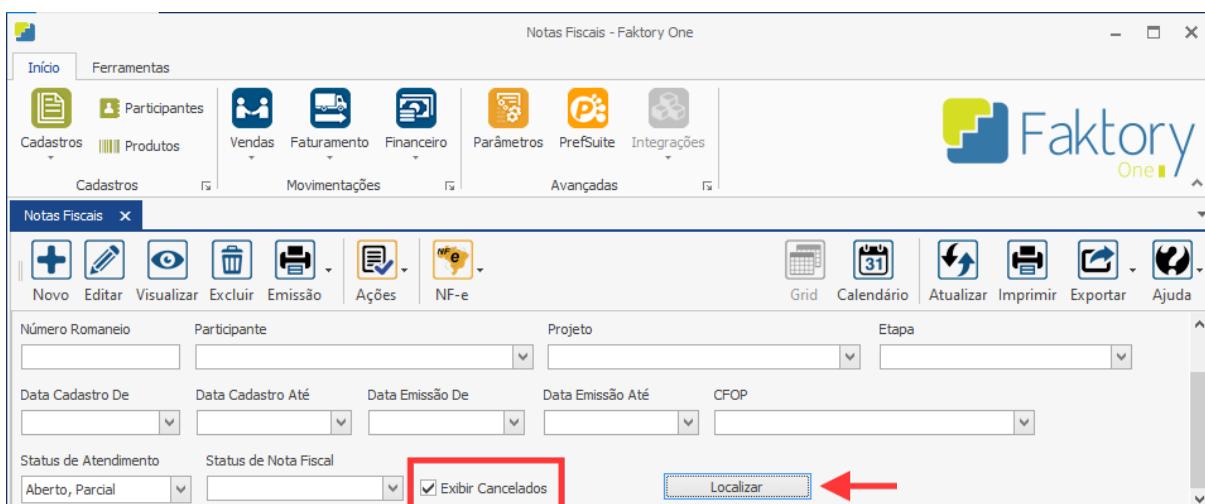 Notas Fiscais - Faktory One
Início Ferramentas
Cadastros Participantes Produtos Vendas Faturamento Financeiro Parâmetros PrefSuite Integrações
Cadastros Movimentações Avançadas
Faktory
One
Notas Fiscais
Novo Editar Visualizar Excluir Emissão Ações NF-e Grid Calendário Atualizar Imprimir Exportar Ajuda
Número Romaneio Participante Projeto Etapa
Data Cadastro De Data Cadastro Até Data Emissão De Data Emissão Até CFOP
Status de Atendimento Status de Nota Fiscal
Aberto, Parcial Exibir Cancelados Localizar